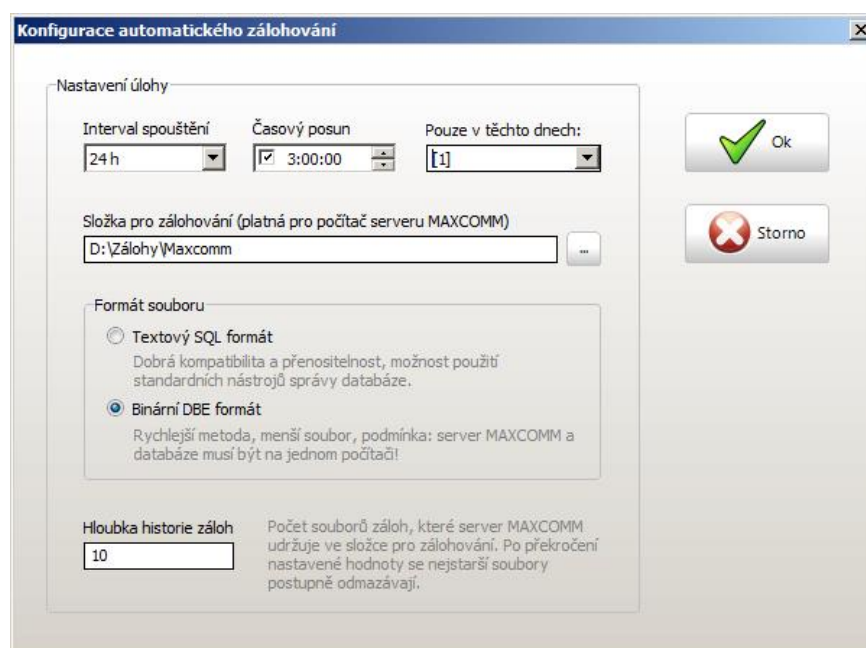 Konfigurace automatického zálohování
Nastavení úlohy
Interval spouštění
Časový posun
Pouze v těchto dnech:
24 h
3:00:00
[1]
Ok
Složka pro zálohování (platná pro počítač serveru MAXCOMM)
D:\Zálohy\Maxcomm
...
Storno
Formát souboru
Textový SQL formát
Dobrá kompatibilita a přenositelnost, možnost použití
standardních nástrojů správy databáze.
Binární DBE formát
Rychlejší metoda, menší soubor, podmínka: server MAXCOMM a
databáze musí být na jednom počítači!
Hloubka historie záloh
10
Počet souborů záloh, které server MAXCOMM
udržuje ve složce pro zálohování. Po překročení
nastavené hodnoty se nejstarší soubory
postupně odmazávají.